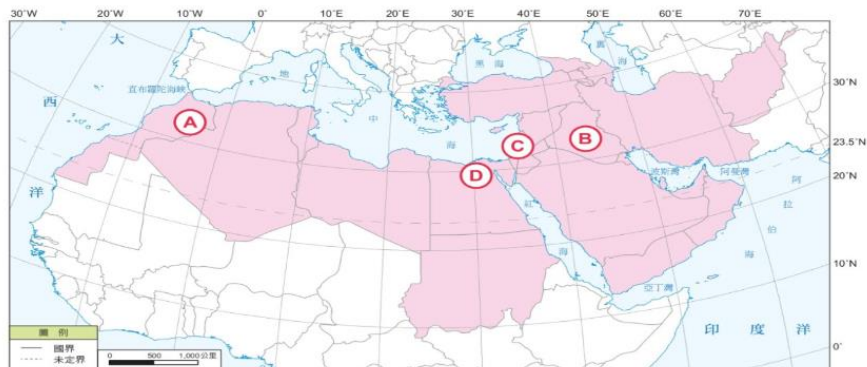 30°W
20°W
10°W
0°
10°E
20°E
30°E
40°E
50°E
60°E
大
西
洋
直布羅陀海峽
地
中
海
黑海
裏海
30°N
23.5°N
20°N
10°N
0°
A
B
C
D
波斯灣
阿曼灣
紅
海
阿
拉
伯
海
亞丁灣
印度洋
圖例
國界
未定界
0 500 1,000公里